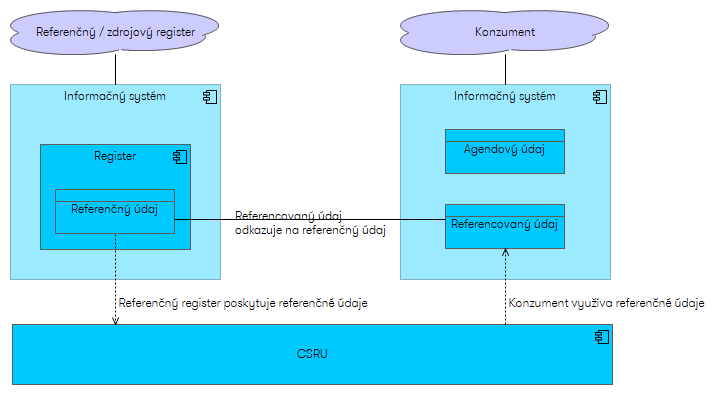 Referenčný / zdrojový register
Konzument
Informačný systém
Informačný systém
Register
Agendový údaj
Referenčný údaj
Referencovaný údaj
odkazuje na referenčný údaj
Referencovaný údaj
Referenčný register poskytuje referenčné údaje
Konzument využíva referenčné údaje
CSRU